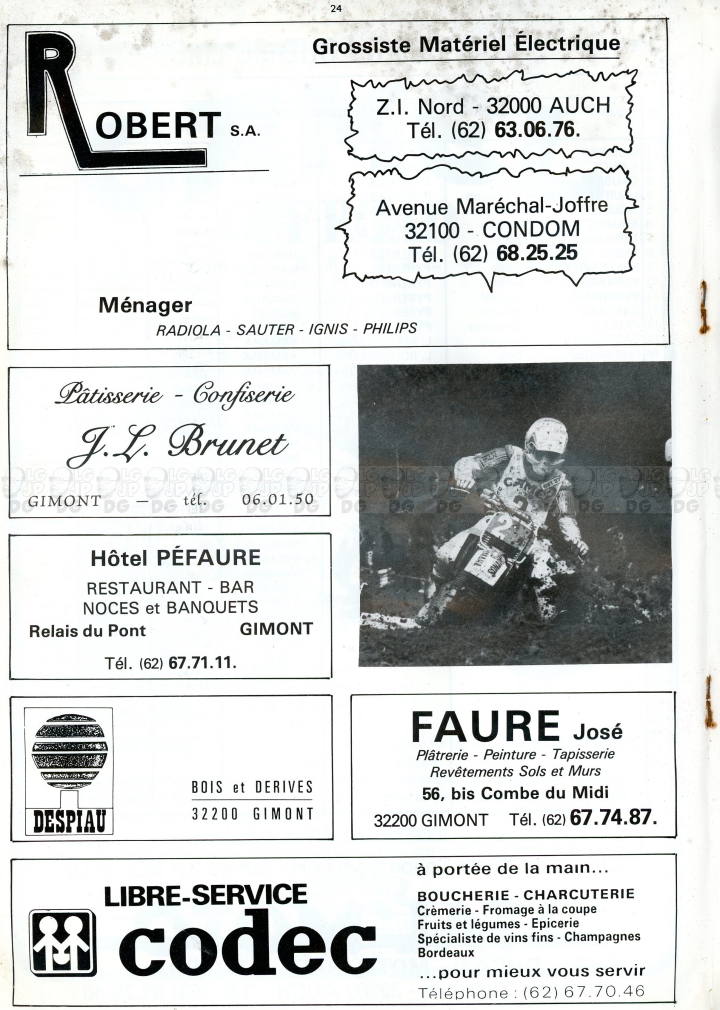 24
ROBERT S.A.
Grossiste Matériel Électrique
Z.I. Nord - 32000 AUCH
Tél. (62) 63.06.76.
Avenue Maréchal-Joffre
32100 - CONDOM
Tél. (62) 68.25.25
Ménager
RADIOLA - SAUTER - IGNIS - PHILIPS
Pâtisserie - Confiserie
J.L. Brunet
GIMONT — tél. 06.01.50
Hôtel PÉFAURE
RESTAURANT - BAR
NOCES et BANQUETS
Relais du Pont GIMONT
Tél. (62) 67.71.11.
DESPIAU
BOIS et DERIVES
32200 GIMONT
FAURE José
Plâtrerie - Peinture - Tapisserie
Revêtements Sols et Murs
56, bis Combe du Midi
32200 GIMONT Tél. (62) 67.74.87.
LIBRE-SERVICE
codec
à portée de la main...
BOUCHERIE - CHARCUTERIE
Crèmerie - Fromage à la coupe
Fruits et légumes - Epicerie
Spécialiste de vins fins - Champagnes
Bordeaux
...pour mieux vous servir
Téléphone : (62) 67.70.46